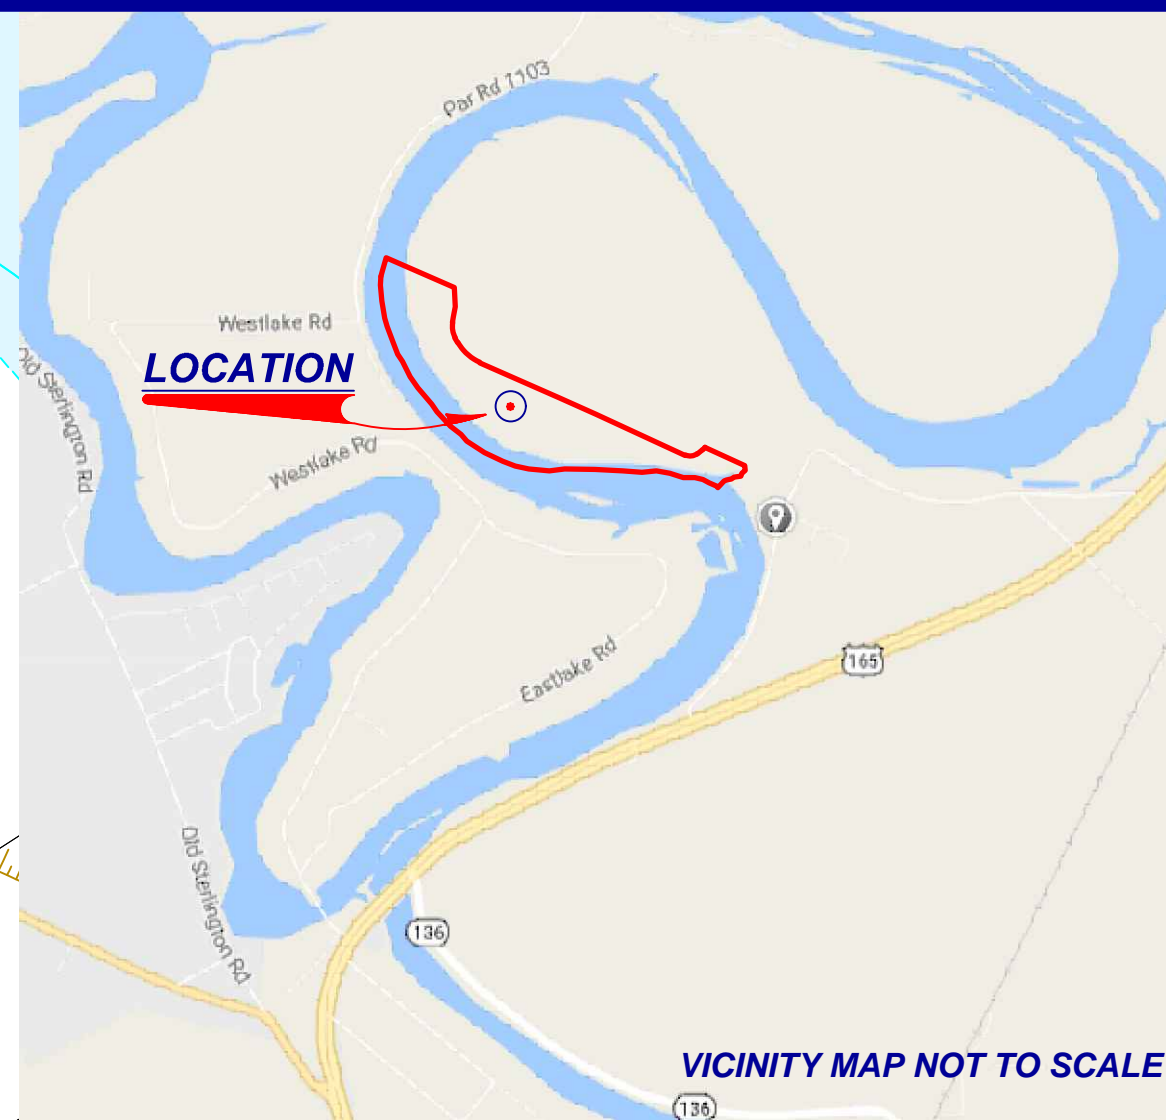 Par Rd 1103
Westlake Rd
LOCATION
Old Sterlington Rd
Westlake Rd
165
Eastlake Rd
Old Sterlington Rd
136
VICINITY MAP NOT TO SCALE
136